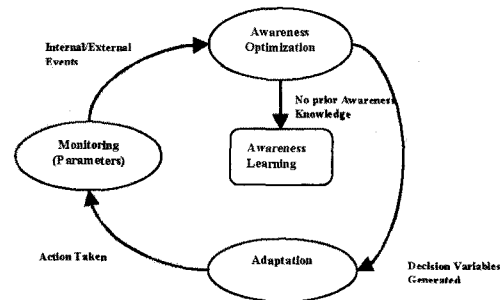 Awareness
Optimization
Internal/External
Events
No prior Awareness
Knowledge
Monitoring
(Parameters)
Awareness
Learning
Action Taken
Adaptation
Decision Variables
Generated